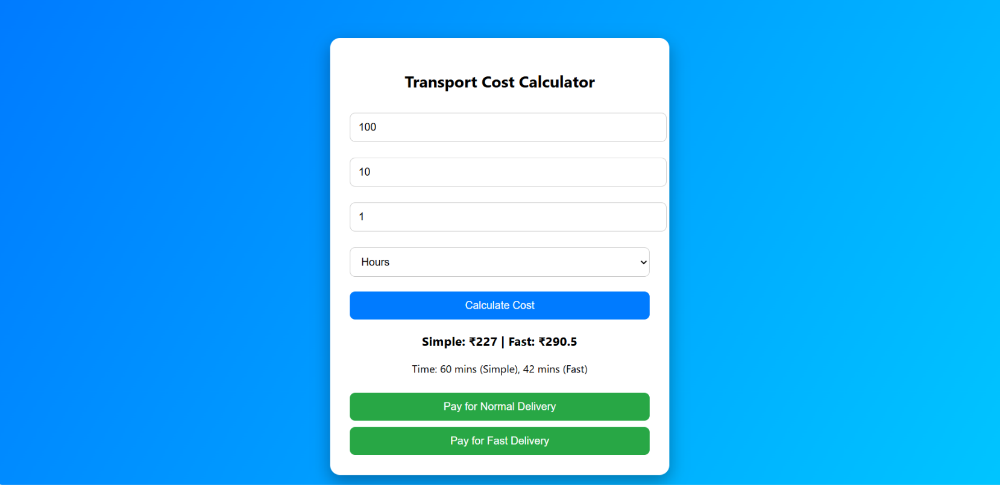 Transport Cost Calculator
100
10
1
Hours
Calculate Cost
Simple: ₹227 | Fast: ₹290.5
Time: 60 mins (Simple), 42 mins (Fast)
Pay for Normal Delivery
Pay for Fast Delivery